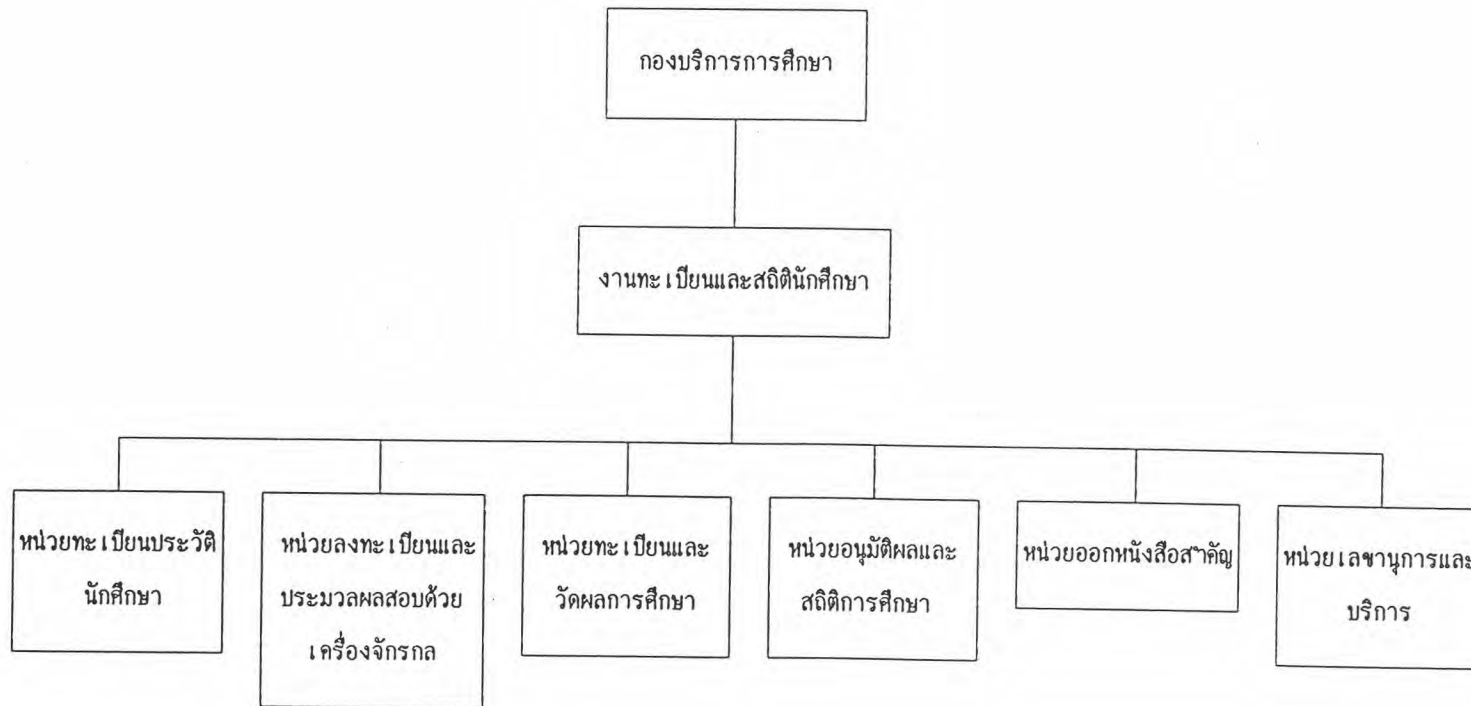 กองบริการการศึกษา
งานทะเบียนและสถิตินักศึกษา
หน่วยทะเบียนประวัติ
นักศึกษา
หน่วยลงทะเบียนและ
ประมวลผลสอบด้วย
เครื่องจักรกล
หน่วยทะเบียนและ
วัดผลการศึกษา
หน่วยอนุมัติผลและ
สถิติการศึกษา
หน่วยออกหนังสือสำคัญ
หน่วยเลขานุการและ
บริการ